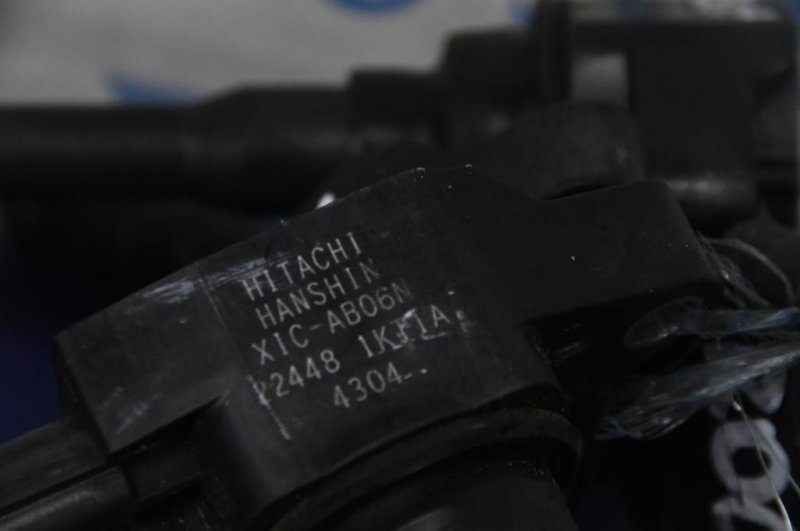 HITACHI
HANSHIN
XIC-AB06N
22448 1KT1A
4304